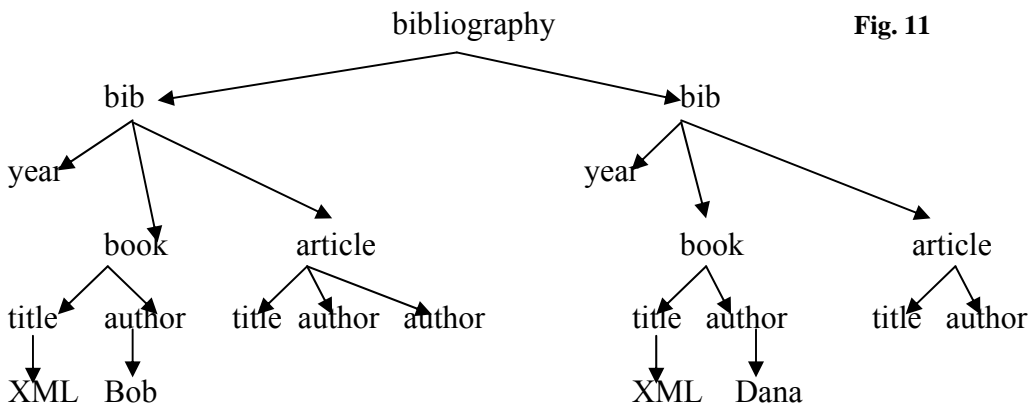 bibliography Fig. 11
bib bib
year year
book article book article
title author title author author title author title author
XML Bob XML Dana